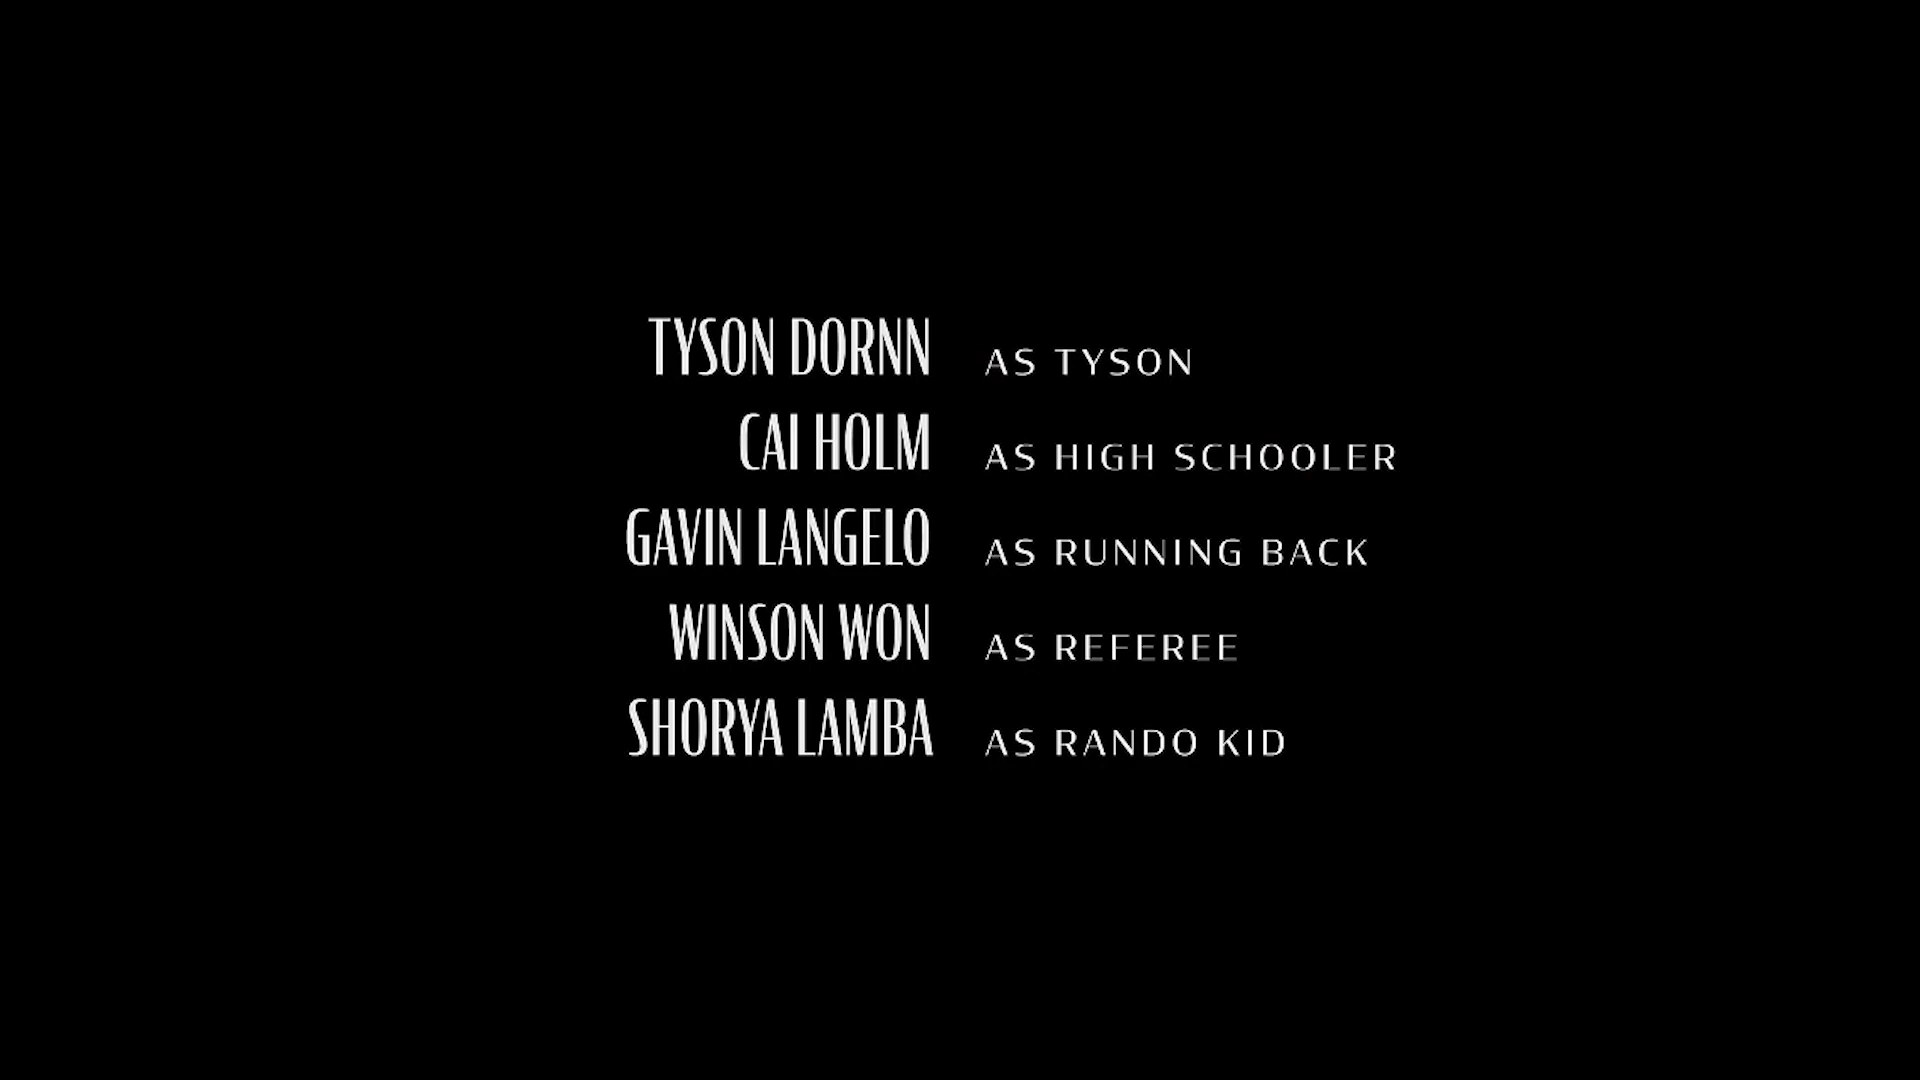 TYSON DORNN AS TYSON
CAI HOLM AS HIGH SCHOOLER
GAVIN LANGELO AS RUNNING BACK
WINSON WON AS REFEREE
SHORYA LAMBA AS RANDO KID